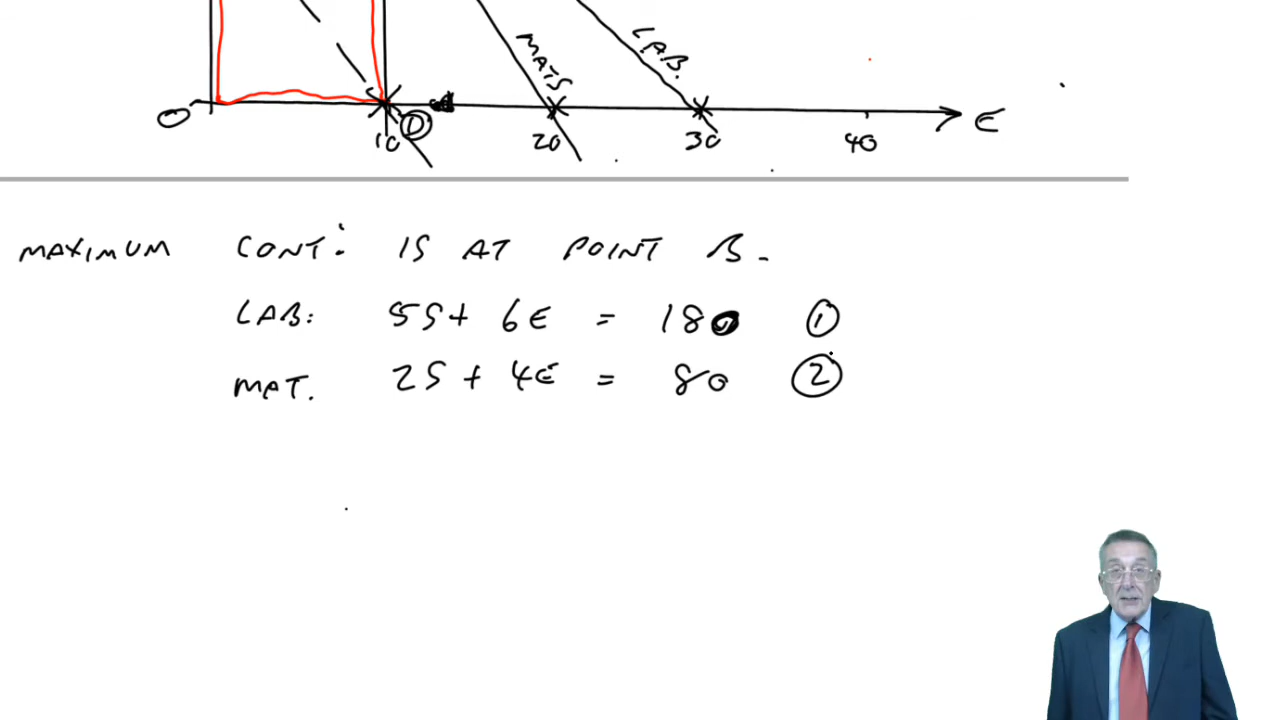 MATS
LAB.
O
10
D
20
30
40
E
MAXIMUM CONT: IS AT POINT B.
LAB: 5S + 6E = 180 ①
MAT. 2S + 4E = 80 ②